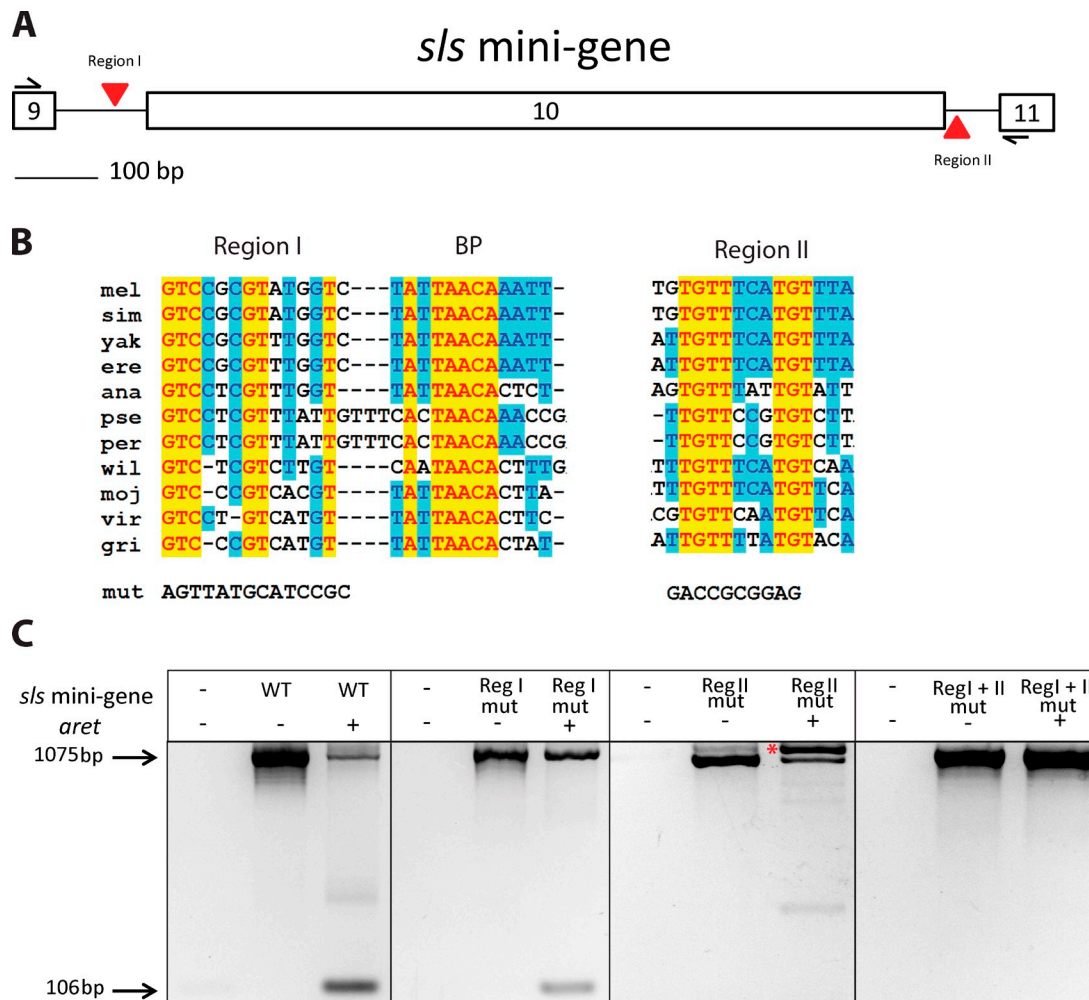 A
sls mini-gene
Region I
9
10
11
Region II
100 bp
B
Region I BP Region II
mel GTCCGCGTATGGTC---TATTAACAAATT- TGTGTTTCATGTTTA
sim GTCCGCGTATGGTC---TATTAACAAATT- TGTGTTTCATGTTTA
yak GTCCGCGTTTGGTC---TATTAACAAATT- ATTGTTTCATGTTTA
ere GTCCGCGTTTGGTC---TATTAACAAATT- ATTGTTTCATGTTTA
ana GTCCTCGTTTGGT----TATTAACACTCT- AGTGTTTATTGTATT
pse GTCCTCGTTTATTGTTTCACTAACAAACCG -TTGTTCCGTGTCTT
per GTCCTCGTTTATTGTTTCACTAACAAACCG -TTGTTCCGTGTCTT
wil GTC-TCGTCTTGT----CAATAACACTTTG TTTGTTTCATGTCAA
moj GTC-CCGTCACGT----TATTAACACTTA- TTTGTTTCATGTTCA
vir GTCCT-GTCATGT----TATTAACACTTC- CGTGTTCAATGTTCA
gri GTC-CCGTCATGT----TATTAACACTAT- ATTGTTTTATGTACA
mut AGTTATGCATCCGC GACCGCGGAG
C
sls mini-gene - WT WT - Reg I mut Reg I mut - Reg II mut Reg II mut - RegI + II mut RegI + II mut
aret - - + - - + - - + - - +
1075bp
*
106bp